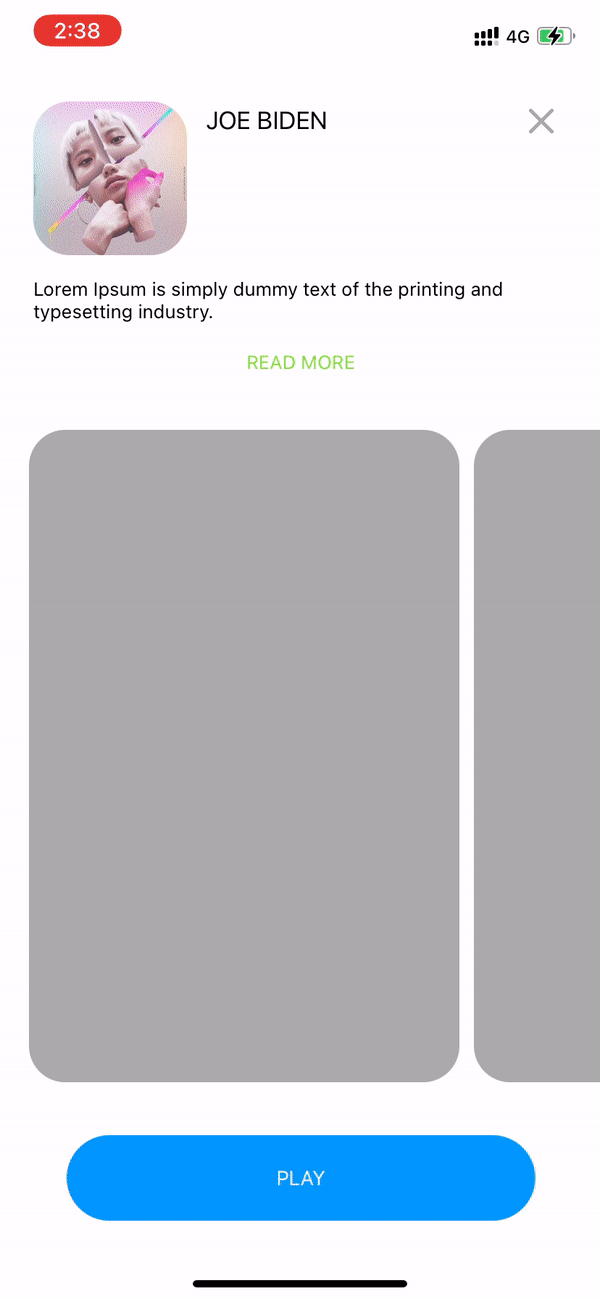 2:38
4G
JOE BIDEN
Lorem Ipsum is simply dummy text of the printing and
typesetting industry.
READ MORE
PLAY